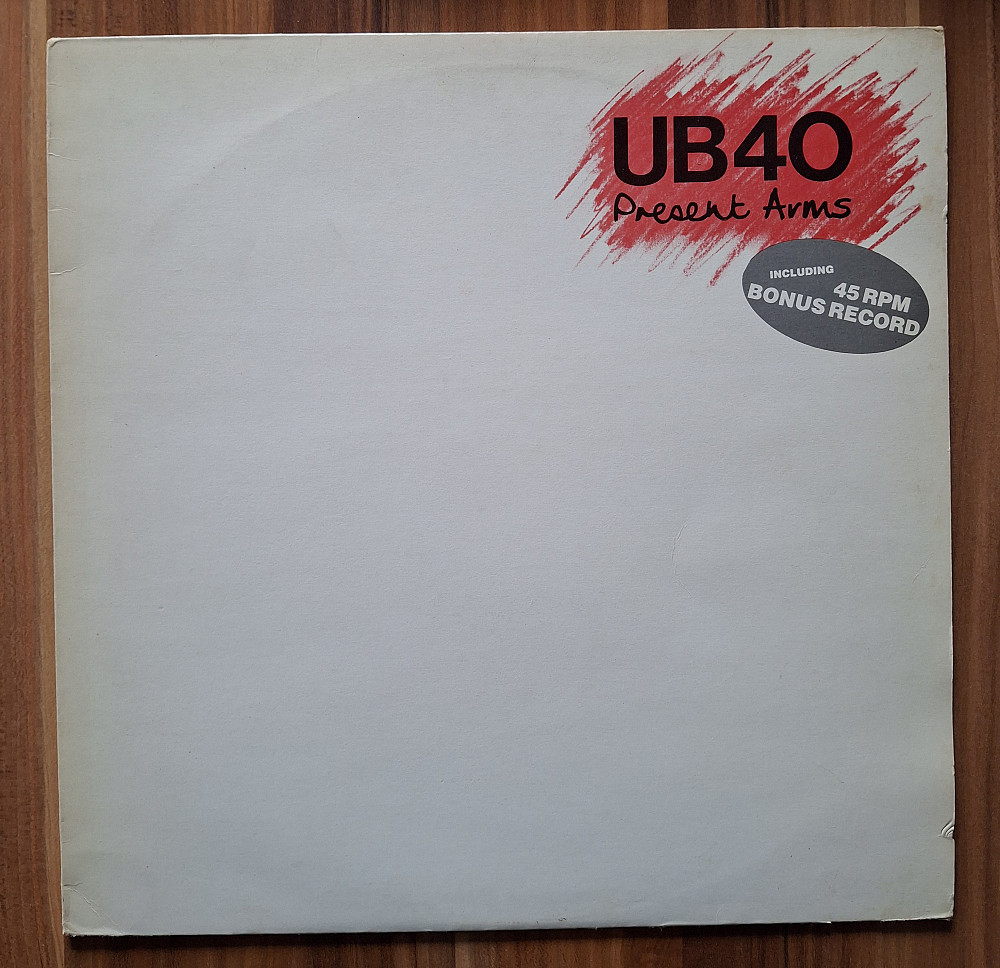 UB40
Present Arms
INCLUDING
45 RPM
BONUS RECORD